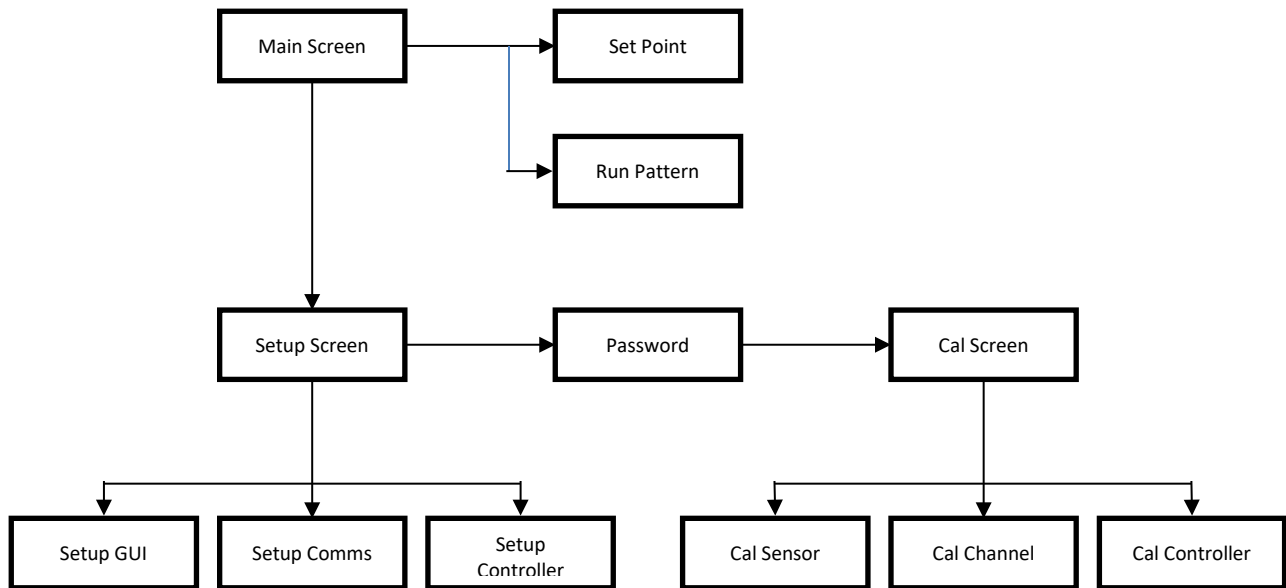 Main Screen
Set Point
Run Pattern
Setup Screen
Password
Cal Screen
Setup GUI
Setup Comms
Setup
Controller
Cal Sensor
Cal Channel
Cal Controller